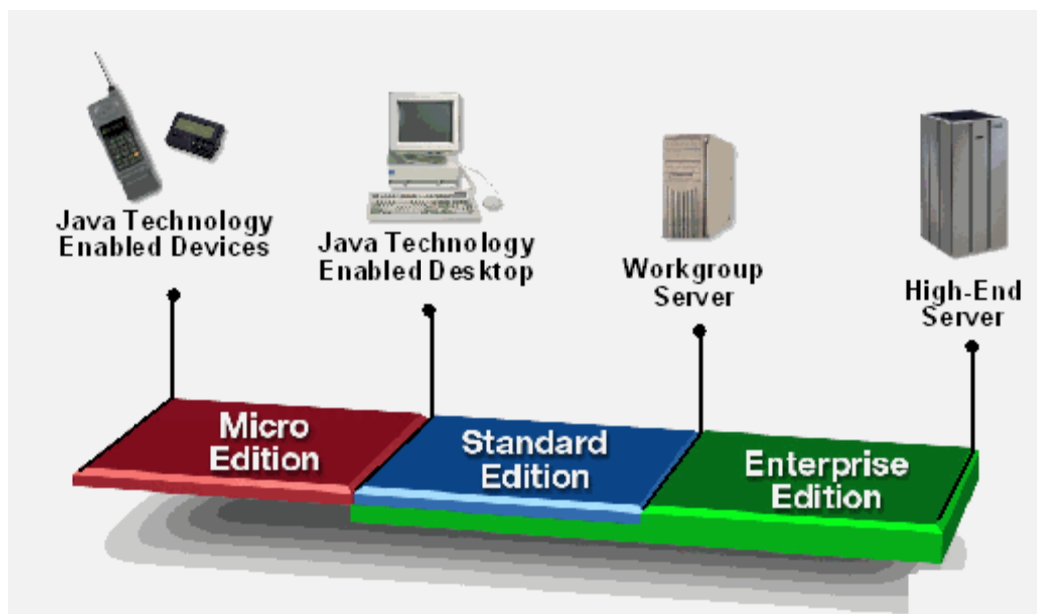 Java Technology
Enabled Devices
Java Technology
Enabled Desktop
Workgroup
Server
High-End
Server
Micro
Edition
Standard
Edition
Enterprise
Edition